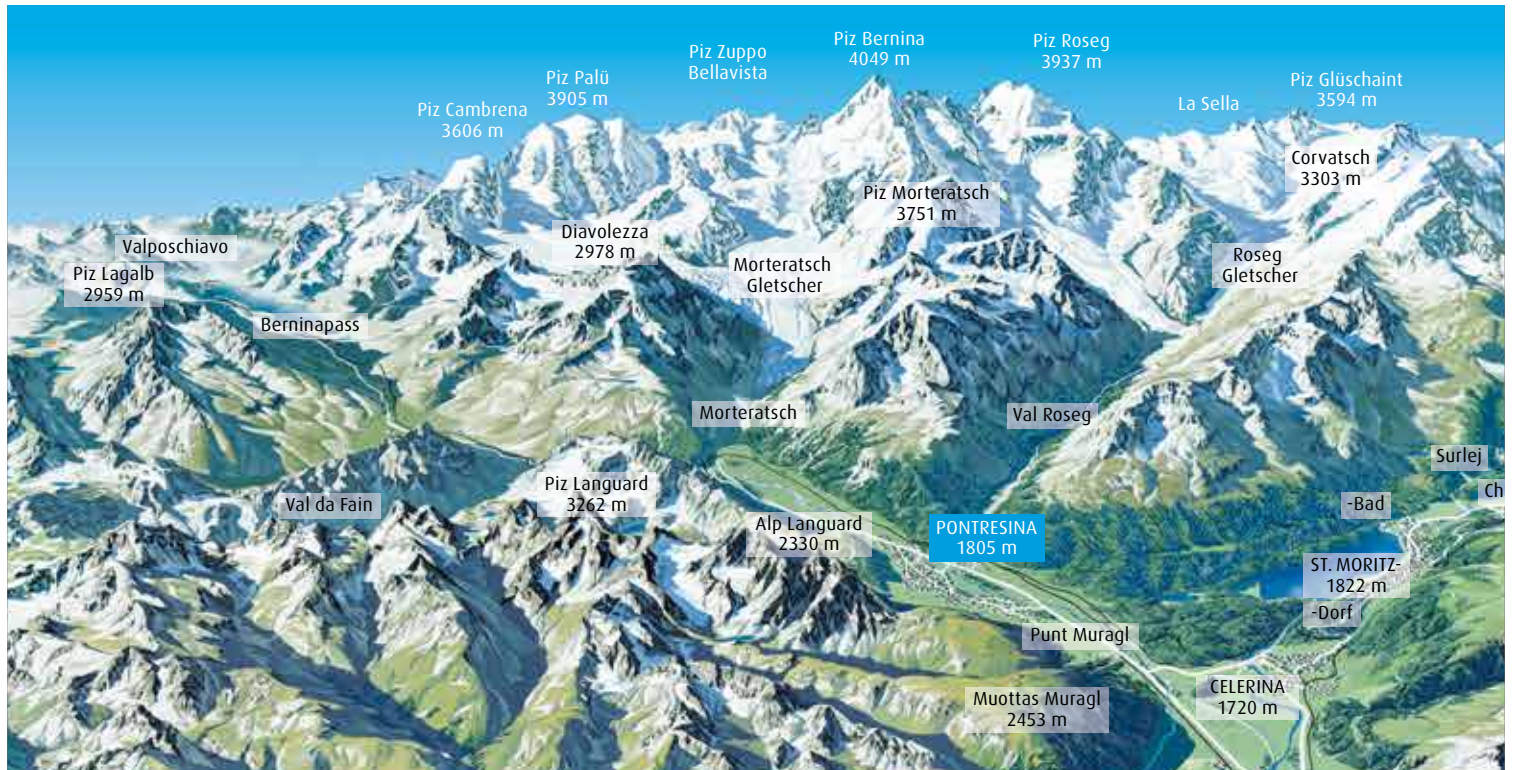 Piz Bernina
4049 m
Piz Roseg
3937 m
Piz Zuppo
Bellavista
Piz Palü
3905 m
Piz Glüschaint
3594 m
Piz Cambrena
3606 m
La Sella
Corvatsch
3303 m
Piz Morteratsch
3751 m
Diavolezza
2978 m
Valposchiavo
Piz Lagalb
2959 m
Morteratsch
Gletscher
Roseg
Gletscher
Berninapass
Morteratsch
Val Roseg
Surlej
Piz Languard
3262 m
Val da Fain
-Bad
Ch
Alp Languard
2330 m
PONTRESINA
1805 m
ST. MORITZ-
1822 m
-Dorf
Punt Muragl
Muottas Muragl
2453 m
CELERINA
1720 m